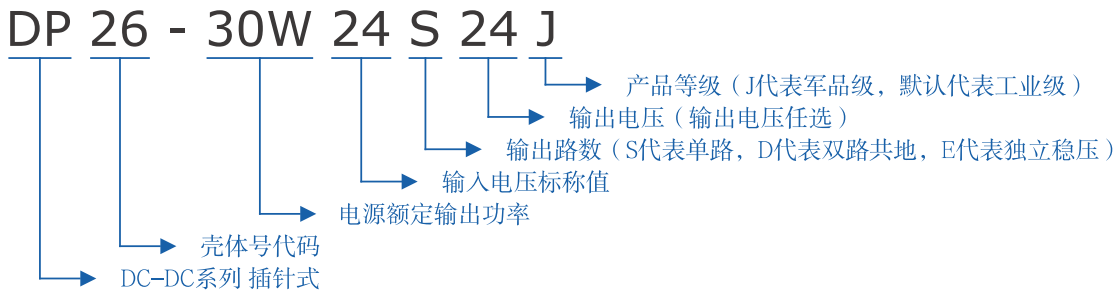 DP 26 - 30W 24 S 24 J
产品等级（J代表军品级，默认代表工业级）
输出电压（输出电压任选）
输出路数（S代表单路，D代表双路共地，E代表独立稳压）
输入电压标称值
电源额定输出功率
壳体号代码
DC-DC系列 插针式